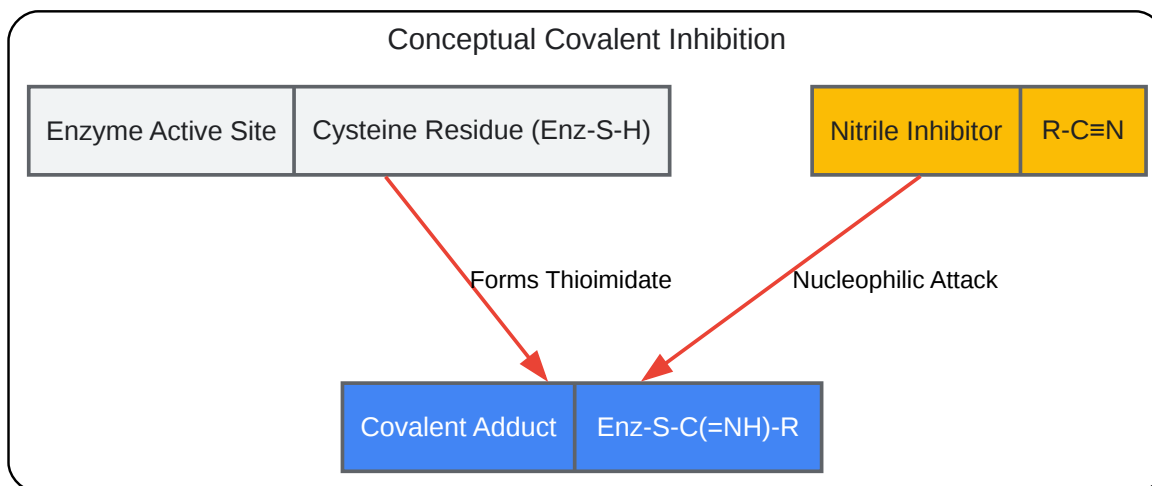 Conceptual Covalent Inhibition
Enzyme Active Site
Cysteine Residue (Enz-S-H)
Nitrile Inhibitor
R-C≡N
Forms Thioimidate
Nucleophilic Attack
Covalent Adduct
Enz-S-C(=NH)-R